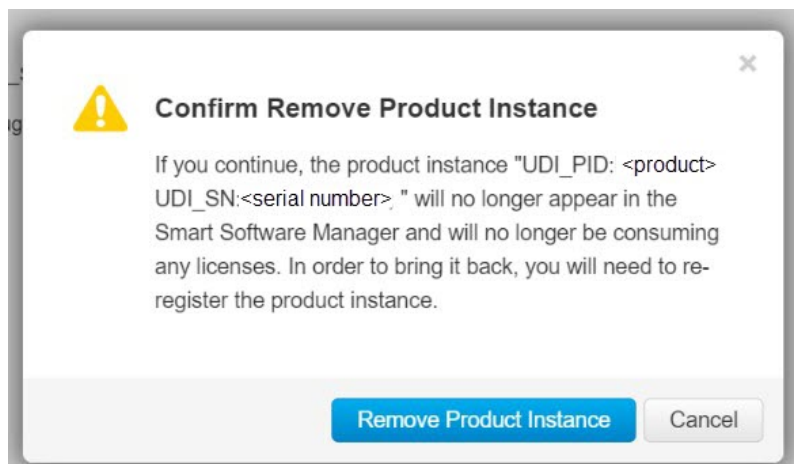 ×
Confirm Remove Product Instance
If you continue, the product instance "UDI_PID: <product>
UDI_SN:<serial number>, " will no longer appear in the
Smart Software Manager and will no longer be consuming
any licenses. In order to bring it back, you will need to re-
register the product instance.
Remove Product Instance Cancel